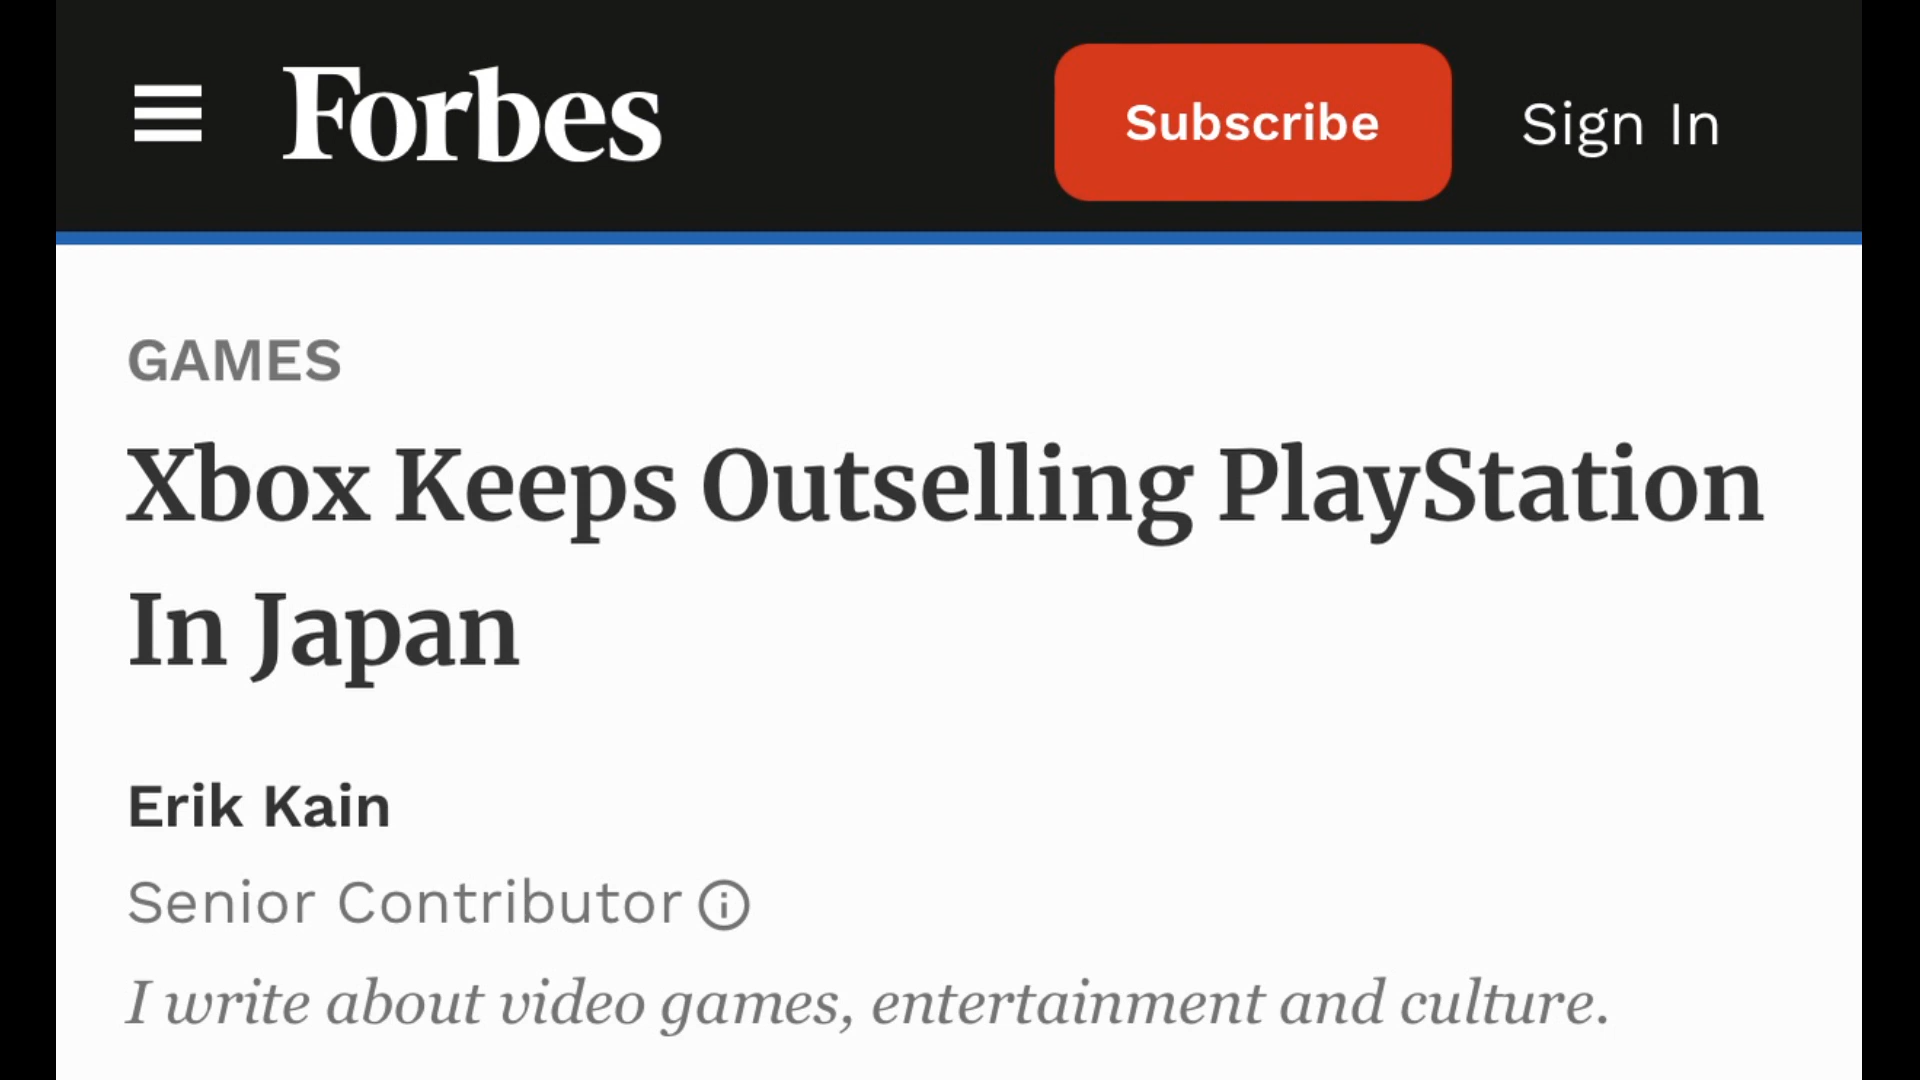 Forbes
Subscribe
Sign In
GAMES
Xbox Keeps Outselling PlayStation
In Japan
Erik Kain
Senior Contributor
I write about video games, entertainment and culture.